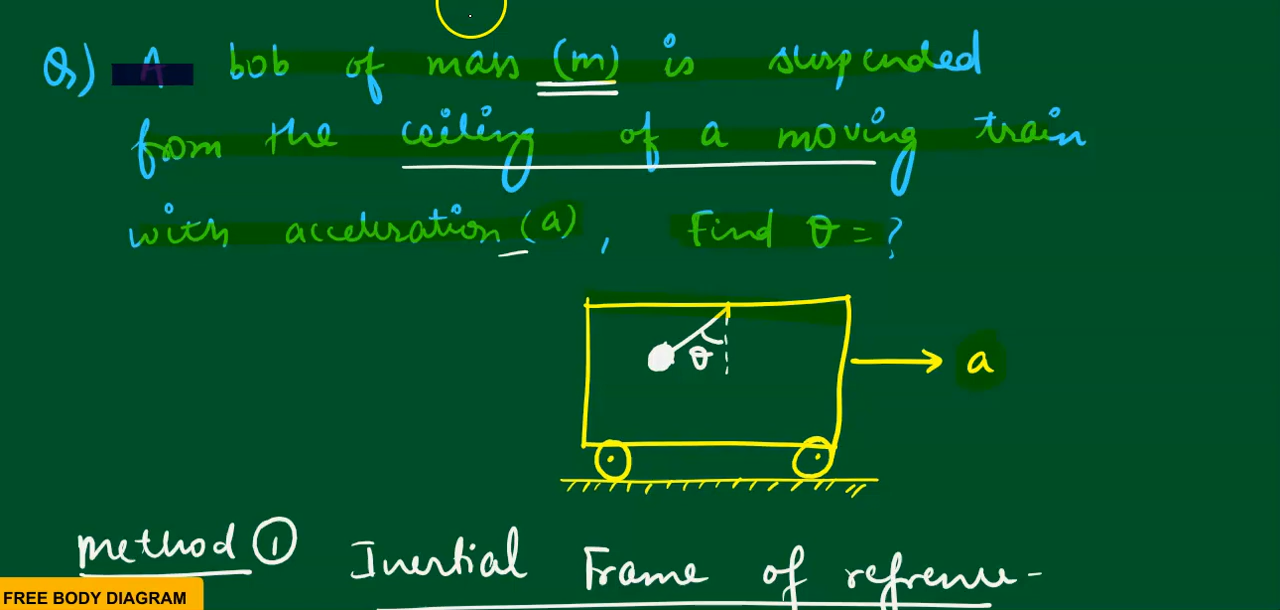 Q) A bob of mass (m) is suspended
from the ceiling of a moving train
with acceleration (a), Find θ = ?
θ
a
method ① Inertial Frame of refrence -
FREE BODY DIAGRAM